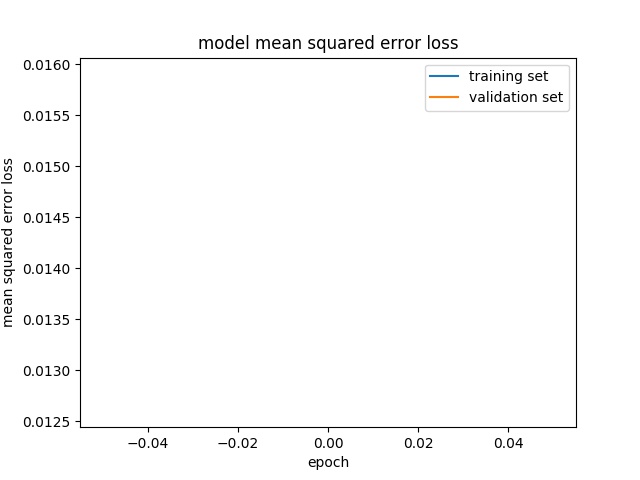 model mean squared error loss
training set
validation set
mean squared error loss
0.0160
0.0155
0.0150
0.0145
0.0140
0.0135
0.0130
0.0125
−0.04 −0.02 0.00 0.02 0.04
epoch